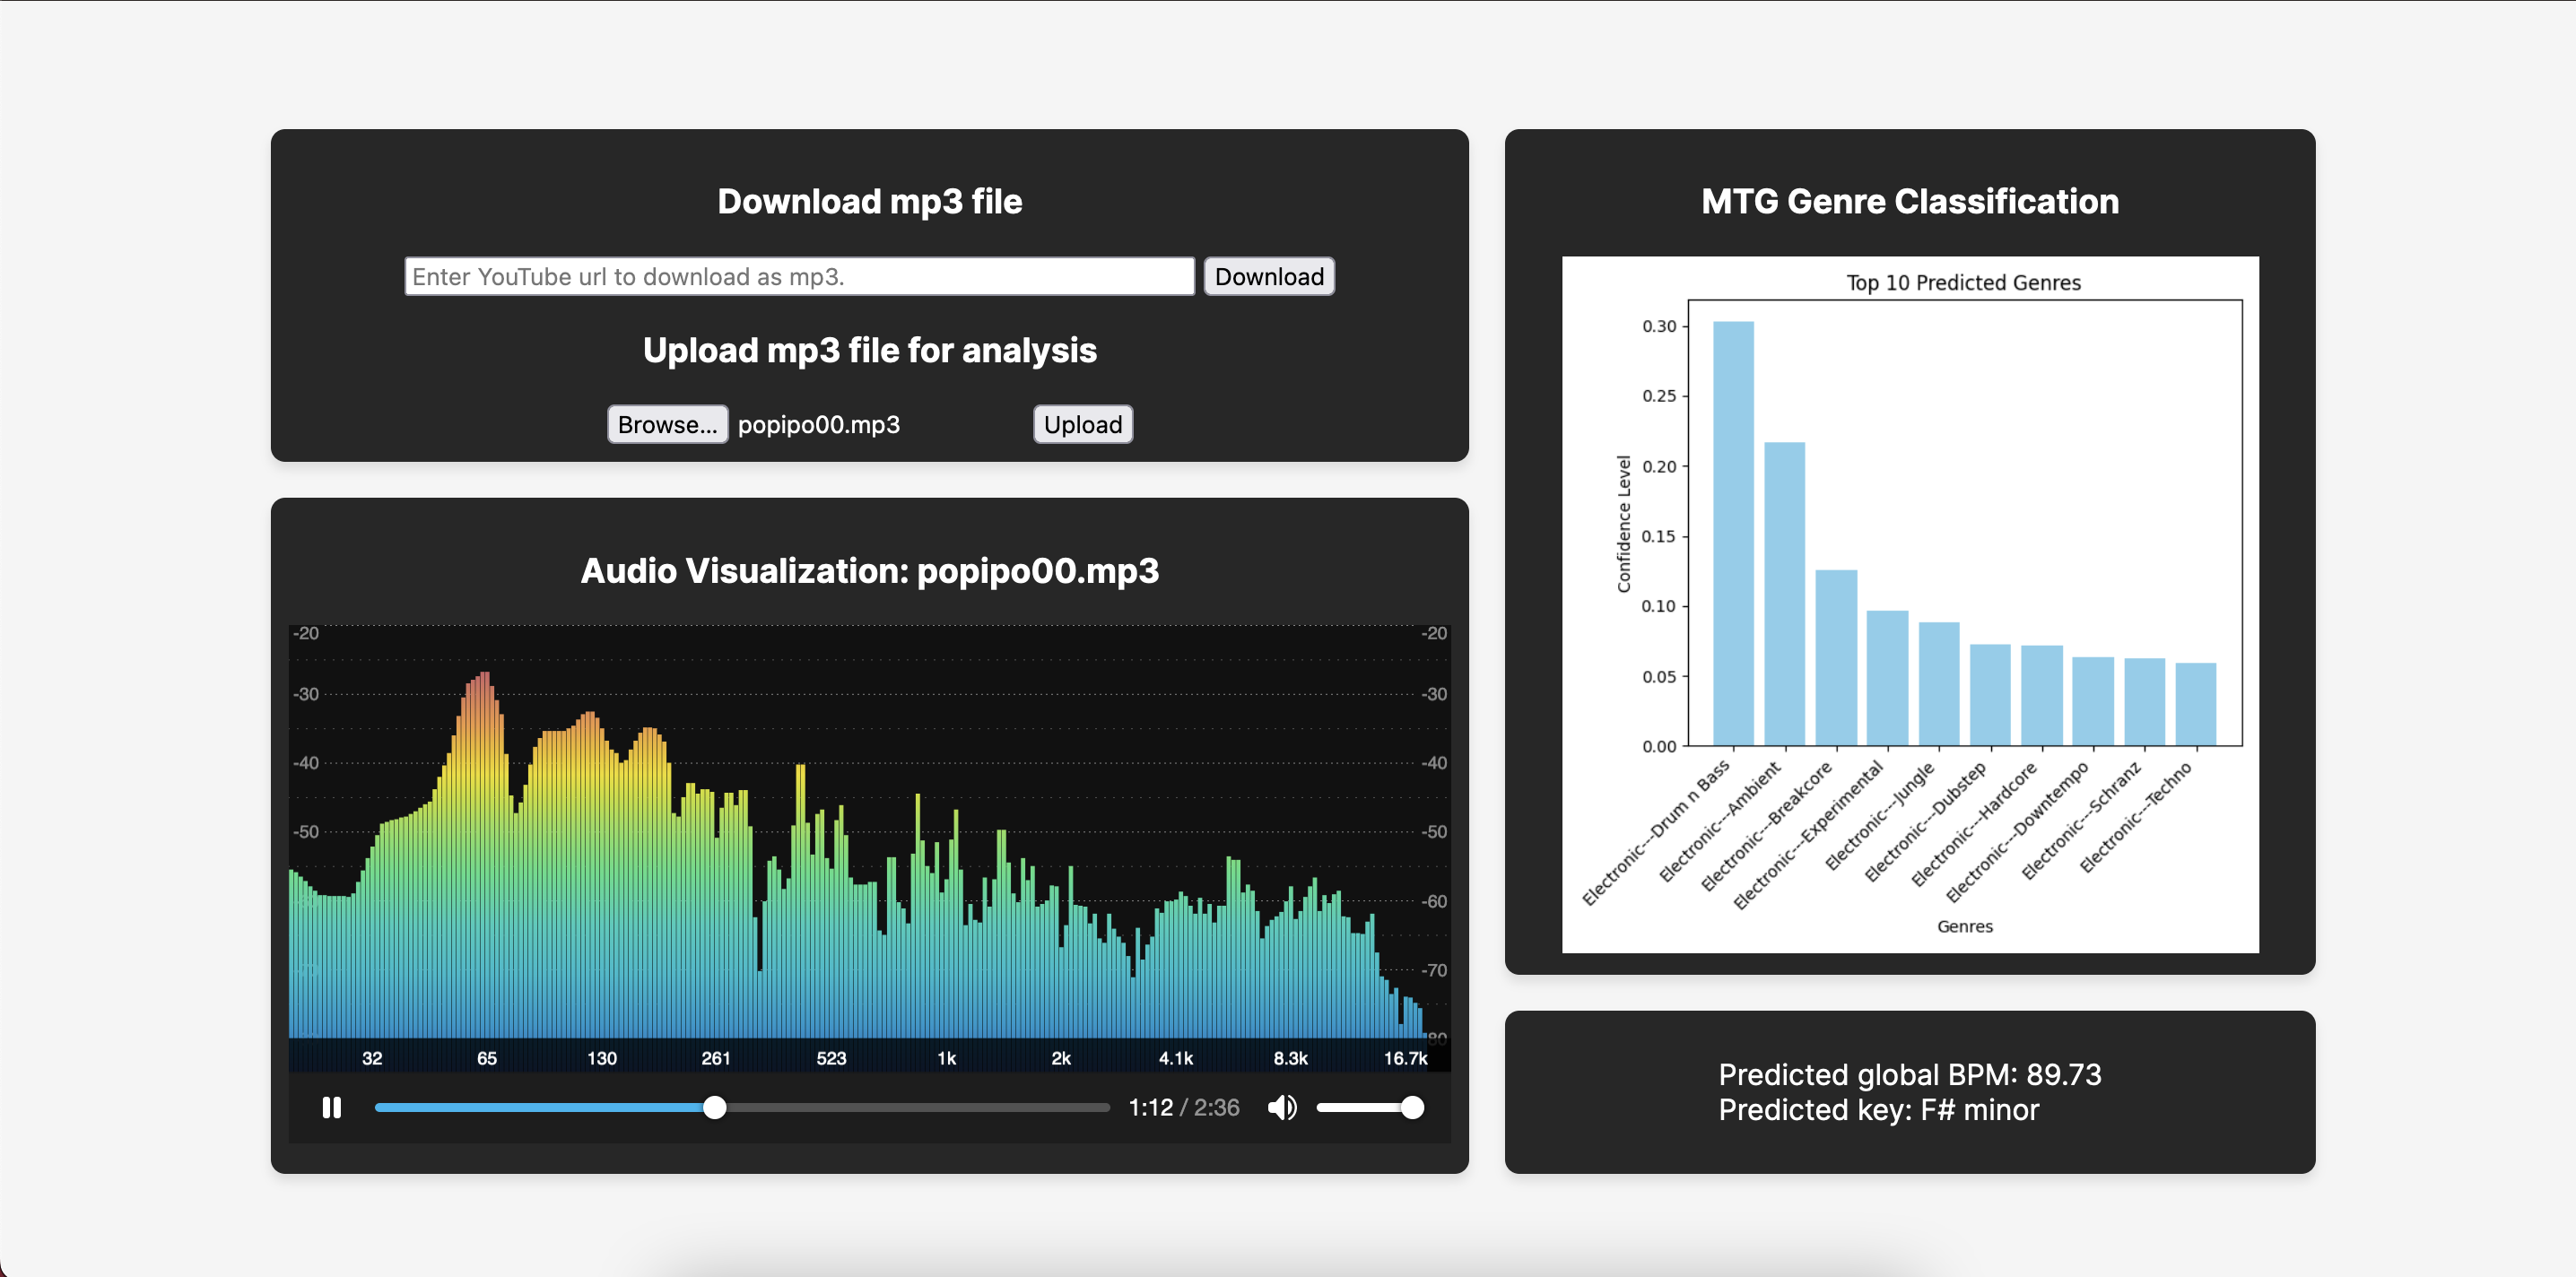 Download mp3 file
Enter YouTube url to download as mp3.
Download
Upload mp3 file for analysis
Browse...
popipo00.mp3
Upload
Audio Visualization: popipo00.mp3
-20
-20
-30
-30
-40
-40
-50
-50
-60
-70
80
32
65
130
261
523
1k
2k
4.1k
8.3k
16.7k
1:12 / 2:36
MTG Genre Classification
Top 10 Predicted Genres
Confidence Level
0.30
0.25
0.20
0.15
0.10
0.05
0.00
Electronic---Drum n Bass
Electronic---Ambient
Electronic---Breakcore
Electronic---Experimental
Electronic---Jungle
Electronic---Dubstep
Electronic---Hardcore
Electronic---Downtempo
Electronic---Schranz
Electronic---Techno
Genres
Predicted global BPM: 89.73
Predicted key: F# minor